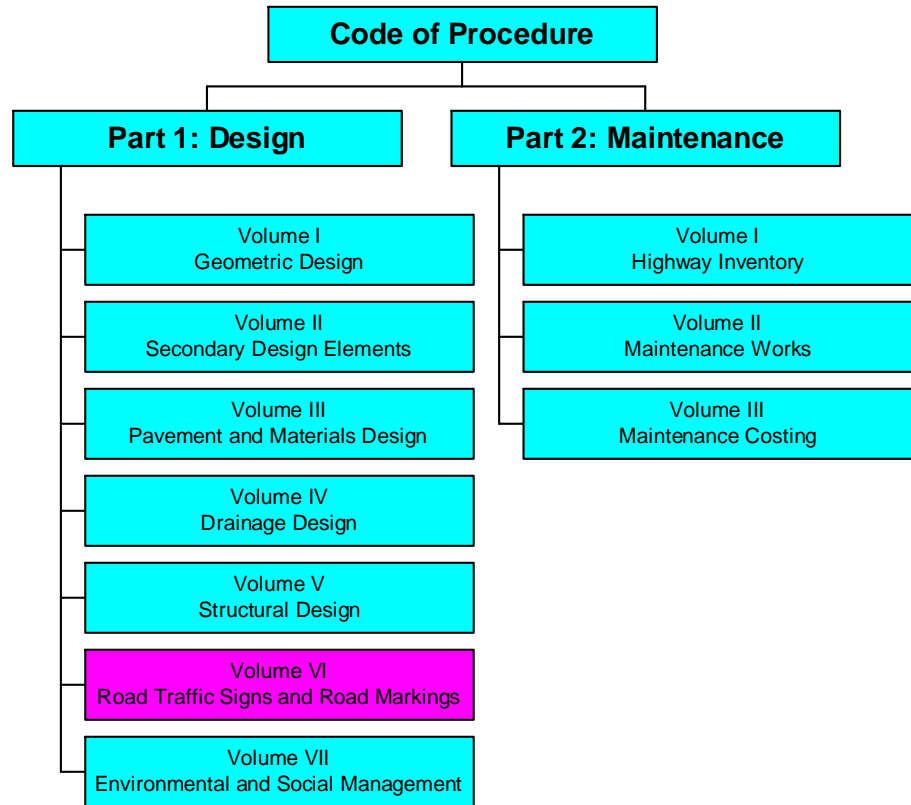 Code of Procedure
Part 1: Design
Part 2: Maintenance
Volume I
Geometric Design
Volume II
Secondary Design Elements
Volume III
Pavement and Materials Design
Volume IV
Drainage Design
Volume V
Structural Design
Volume VI
Road Traffic Signs and Road Markings
Volume VII
Environmental and Social Management
Volume I
Highway Inventory
Volume II
Maintenance Works
Volume III
Maintenance Costing